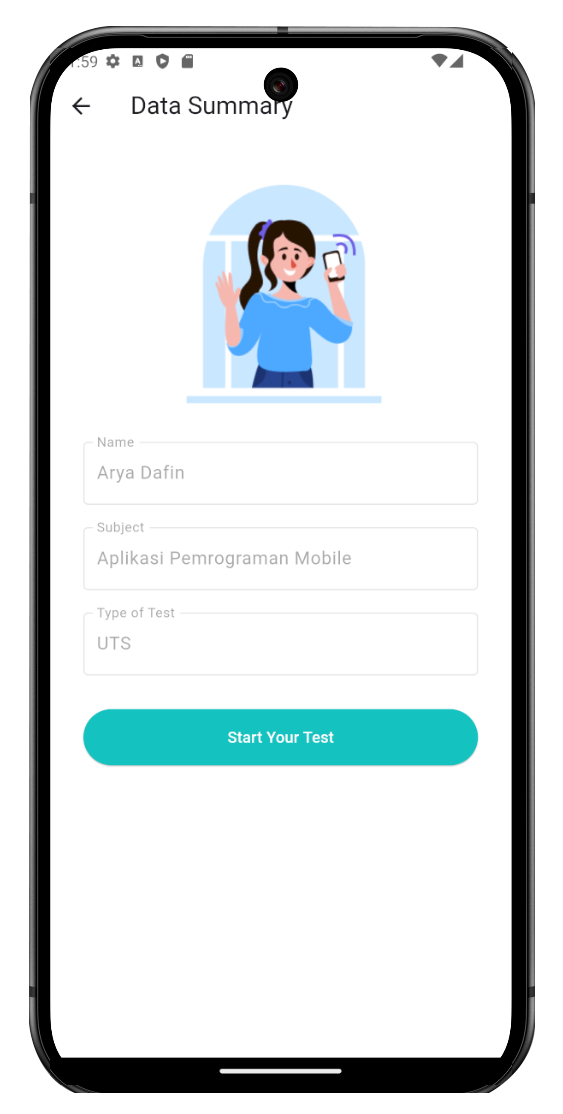 :59
Data Summary
Name
Arya Dafin
Subject
Aplikasi Pemrograman Mobile
Type of Test
UTS
Start Your Test